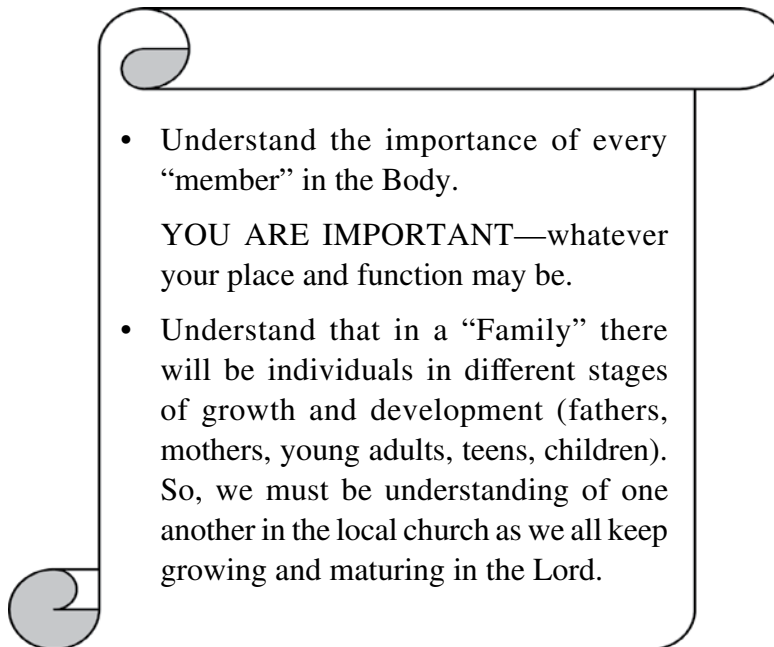 • Understand the importance of every
“member” in the Body.
YOU ARE IMPORTANT—whatever
your place and function may be.
• Understand that in a “Family” there
will be individuals in different stages
of growth and development (fathers,
mothers, young adults, teens, children).
So, we must be understanding of one
another in the local church as we all keep
growing and maturing in the Lord.